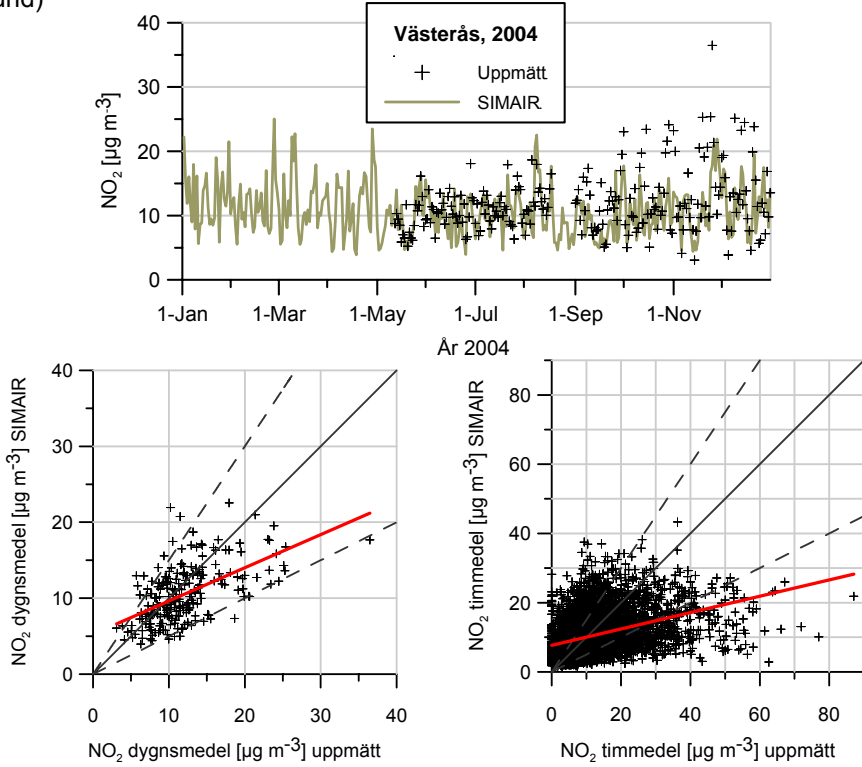 und)
Västerås, 2004
Uppmätt
SIMAIR
NO2 [µg m-3]
40
30
20
10
0
1-Jan 1-Mar 1-May 1-Jul 1-Sep 1-Nov
År 2004
NO2 dygnsmedel [µg m-3] SIMAIR
40
30
20
10
0
0 10 20 30 40
NO2 dygnsmedel [µg m-3] uppmätt
NO2 timmedel [µg m-3] SIMAIR
80
60
40
20
0
0 20 40 60 80
NO2 timmedel [µg m-3] uppmätt